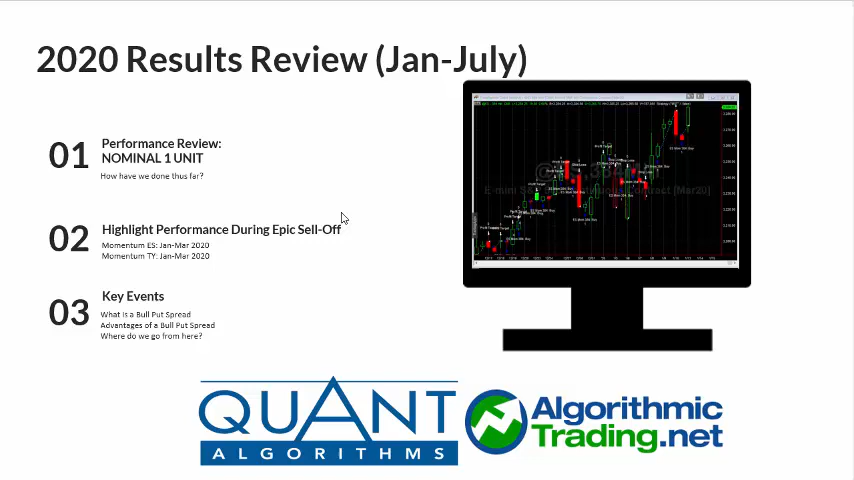 2020 Results Review (Jan-July)
01
Performance Review:
NOMINAL 1 UNIT
How have we done thus far?
02
Highlight Performance During Epic Sell-Off
Momentum ES: Jan-Mar 2020
Momentum TY: Jan-Mar 2020
03
Key Events
What is a Bull Put Spread
Advantages of a Bull Put Spread
Where do we go from here?
QUANT
ALGORITHMS
Algorithmic
Trading.net